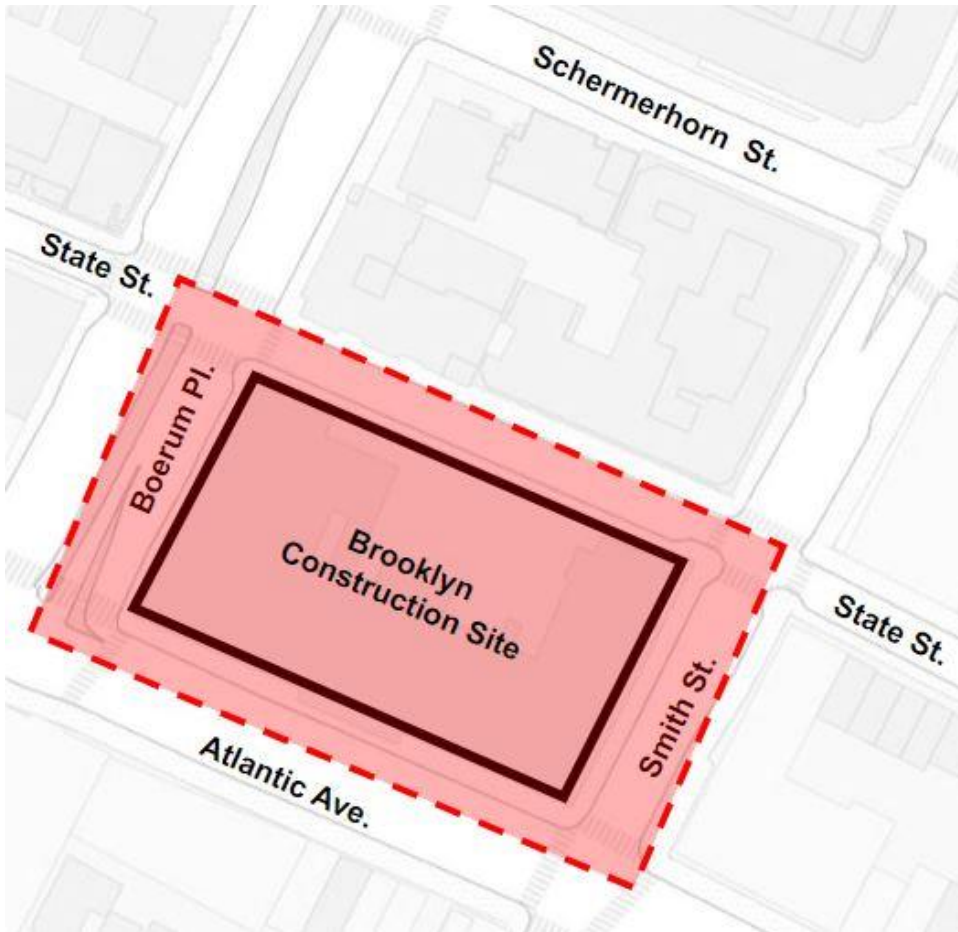 Schermerhorn St.
State St.
Boerum Pl.
Brooklyn
Construction Site
State St.
Smith St.
Atlantic Ave.